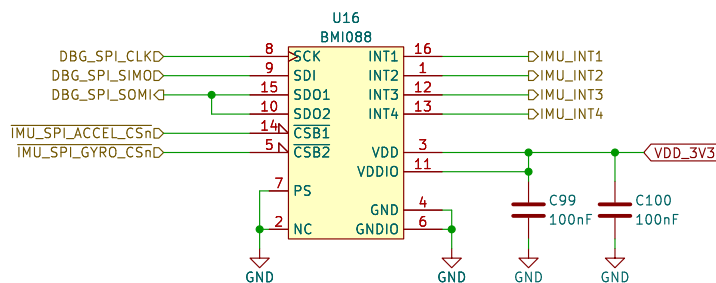 U16
BMI088
DBG_SPI_CLK 8 SCK INT1 16 IMU_INT1
DBG_SPI_SIMO 9 SDI INT2 1 IMU_INT2
DBG_SPI_SOMI 15 SDO1 INT3 12 IMU_INT3
10 SDO2 INT4 13 IMU_INT4
IMU_SPI_ACCEL_CSn 14 CSB1
IMU_SPI_GYRO_CSn 5 CSB2 VDD 3 VDD_3V3
VDDIO 11
7 PS
C99 C100
GND 4 100nF 100nF
2 NC GNDIO 6
GND GND GND GND